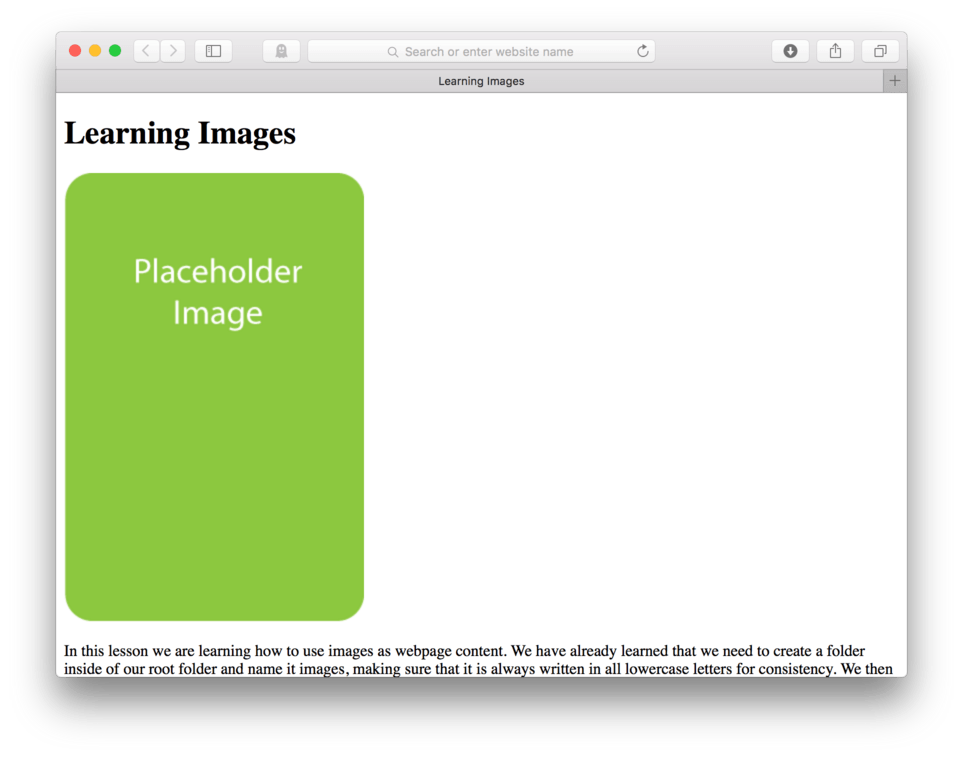 Search or enter website name
Learning Images
Learning Images
Placeholder
Image
In this lesson we are learning how to use images as webpage content. We have already learned that we need to create a folder
inside of our root folder and name it images, making sure that it is always written in all lowercase letters for consistency. We then